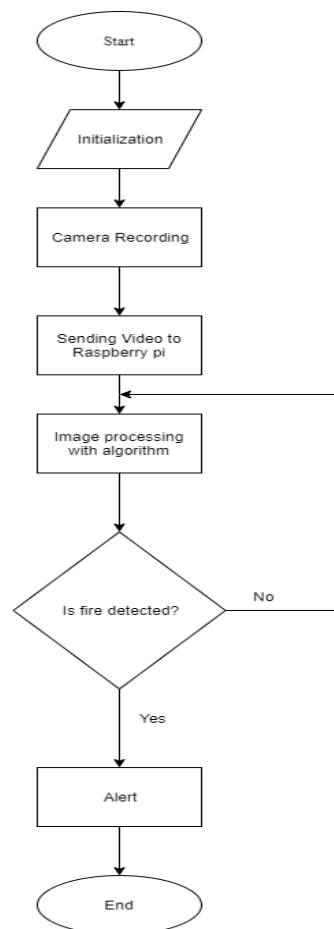 Start
Initialization
Camera Recording
Sending Video to
Raspberry pi
Image processing
with algorithm
Is fire detected?
No
Yes
Alert
End